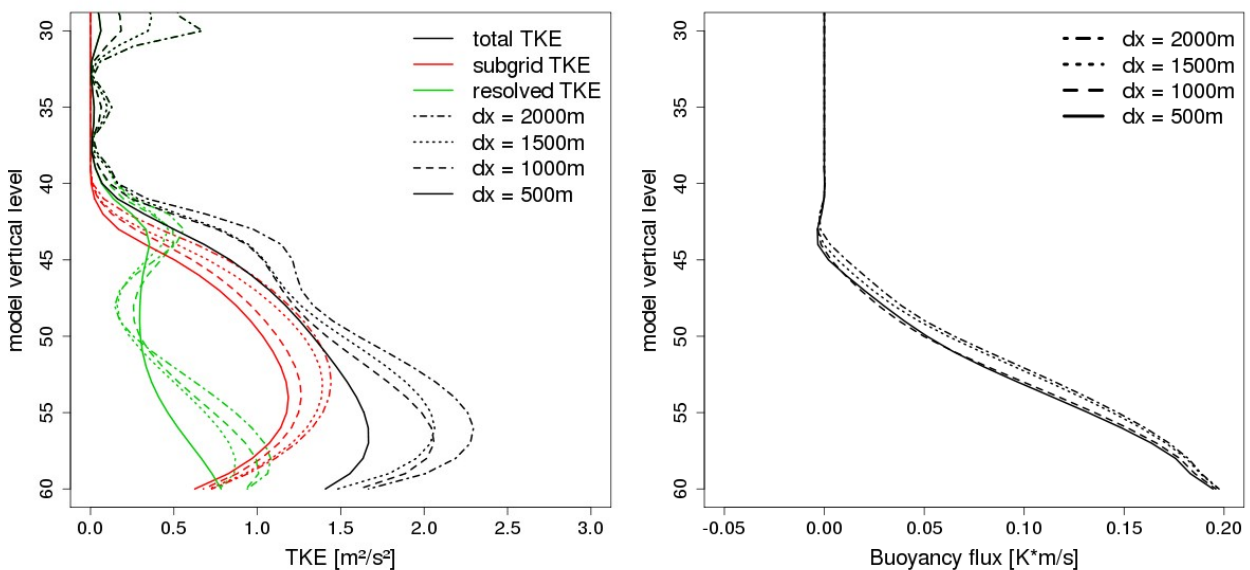 total TKE
subgrid TKE
resolved TKE
dx = 2000m
dx = 1500m
dx = 1000m
dx = 500m
model vertical level
30
35
40
45
50
55
60
0.0
0.5
1.0
1.5
2.0
2.5
3.0
TKE [m²/s²]
dx = 2000m
dx = 1500m
dx = 1000m
dx = 500m
model vertical level
30
35
40
45
50
55
60
-0.05
0.00
0.05
0.10
0.15
0.20
Buoyancy flux [K*m/s]